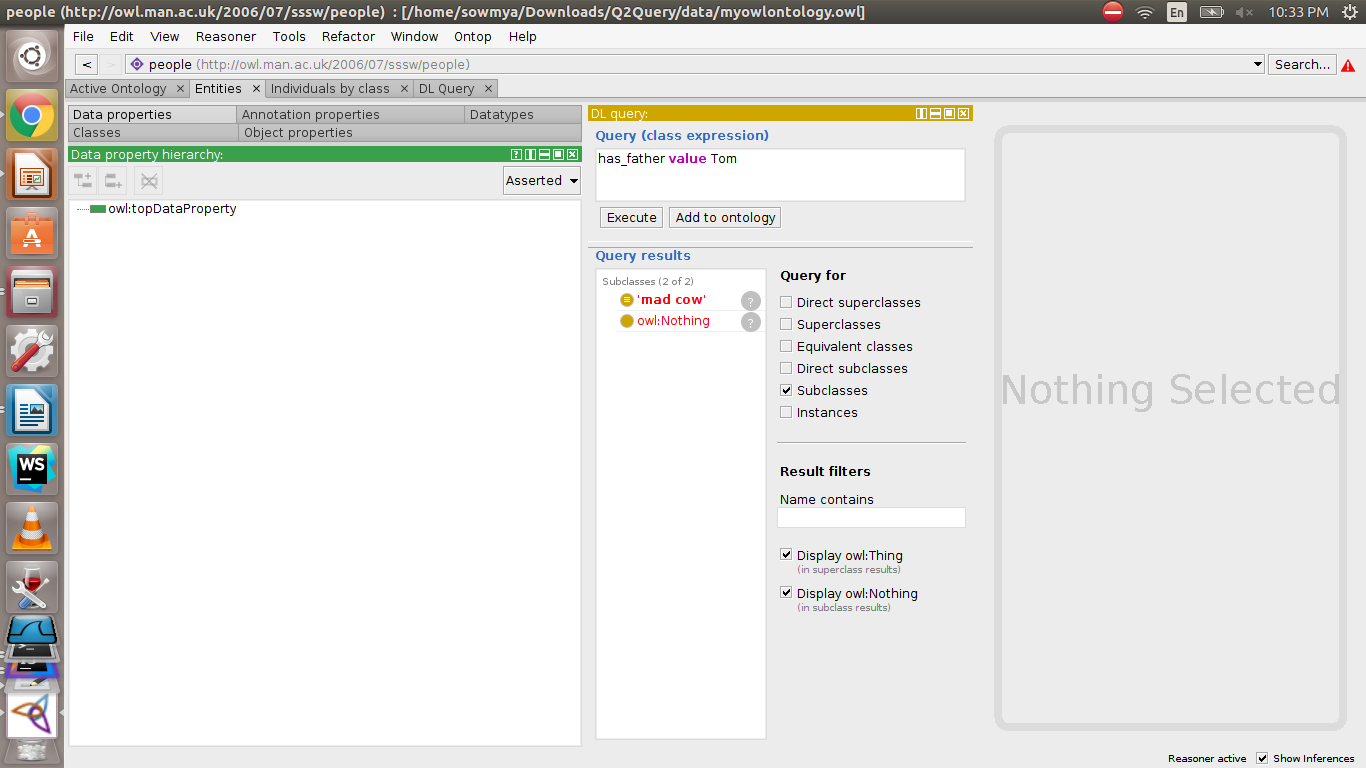 people (http://owl.man.ac.uk/2006/07/sssw/people) : [/home/sowmya/Downloads/Q2Query/data/myowlontology.owl]
En
10:33 PM
File Edit View Reasoner Tools Refactor Window Ontop Help
< > people (http://owl.man.ac.uk/2006/07/sssw/people) Search...
Active Ontology × Entities × Individuals by class × DL Query ×
Data properties Annotation properties Datatypes
Classes Object properties
Data property hierarchy:
Asserted
owl:topDataProperty
DL query:
Query (class expression)
has_father value Tom
Execute Add to ontology
Query results
Subclasses (2 of 2)
'mad cow' ?
owl:Nothing ?
Query for
Direct superclasses
Superclasses
Equivalent classes
Direct subclasses
Subclasses
Instances
Result filters
Name contains
Display owl:Thing
(in superclass results)
Display owl:Nothing
(in subclass results)
Nothing Selected
WS
Reasoner active Show Inferences